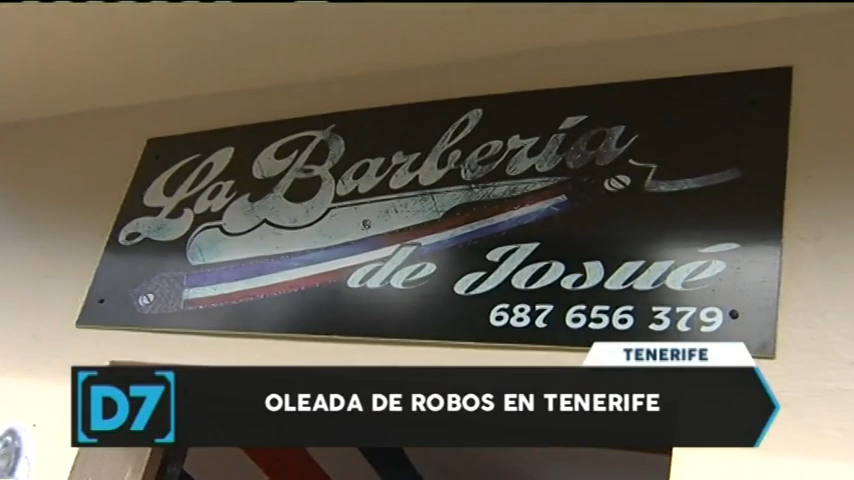 La Barbería
de Josué
687 656 379
TENERIFE
D7
OLEADA DE ROBOS EN TENERIFE